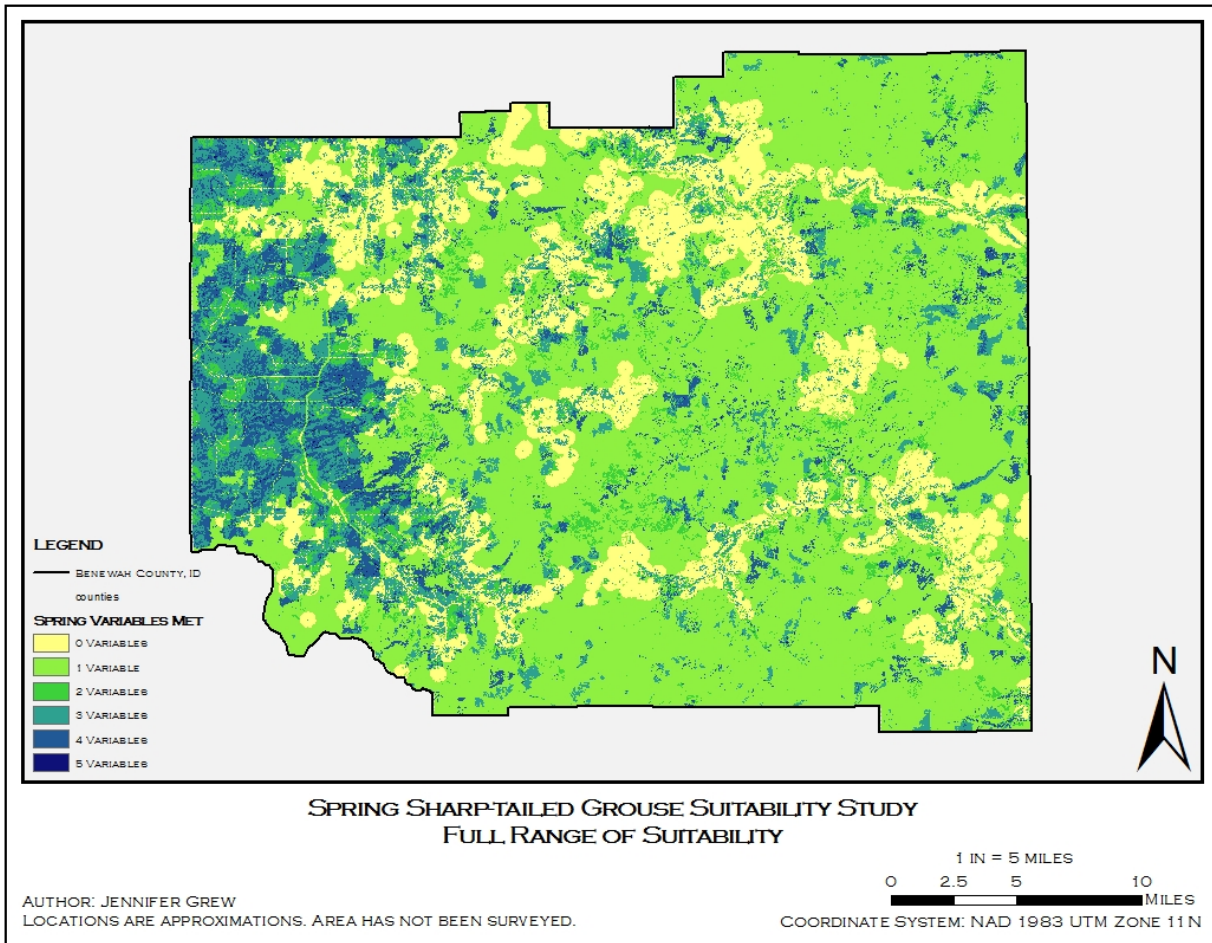 LEGEND
BENEWAH COUNTY, ID
counties
SPRING VARIABLES MET
0 VARIABLES
1 VARIABLE
2 VARIABLES
3 VARIABLES
4 VARIABLES
5 VARIABLES
N
SPRING SHARP-TAILED GROUSE SUITABILITY STUDY
FULL RANGE OF SUITABILITY
1 IN = 5 MILES
0 2.5 5 10
MILES
AUTHOR: JENNIFER GREW
LOCATIONS ARE APPROXIMATIONS. AREA HAS NOT BEEN SURVEYED.
COORDINATE SYSTEM: NAD 1983 UTM ZONE 11N